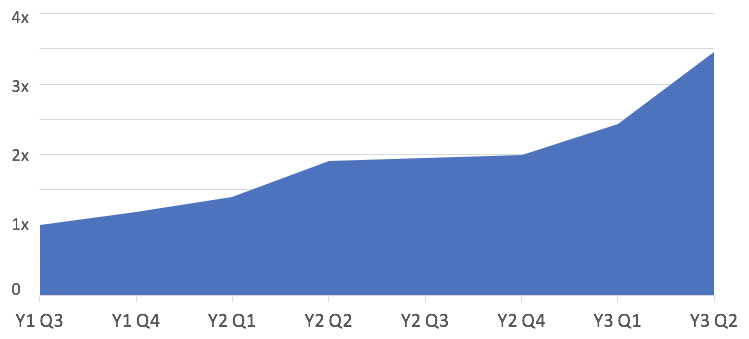 4x
3x
2x
1x
0
Y1 Q3 Y1 Q4 Y2 Q1 Y2 Q2 Y2 Q3 Y2 Q4 Y3 Q1 Y3 Q2